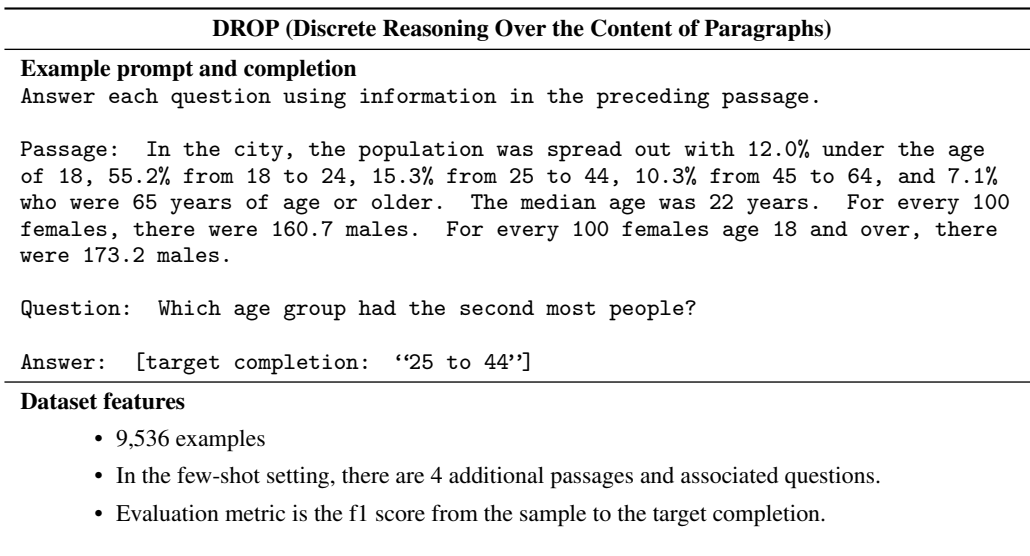 DROP (Discrete Reasoning Over the Content of Paragraphs)
Example prompt and completion
Answer each question using information in the preceding passage.
Passage: In the city, the population was spread out with 12.0% under the age
of 18, 55.2% from 18 to 24, 15.3% from 25 to 44, 10.3% from 45 to 64, and 7.1%
who were 65 years of age or older. The median age was 22 years. For every 100
females, there were 160.7 males. For every 100 females age 18 and over, there
were 173.2 males.
Question: Which age group had the second most people?
Answer: [target completion: ‘‘25 to 44’’]
Dataset features
• 9,536 examples
• In the few-shot setting, there are 4 additional passages and associated questions.
• Evaluation metric is the f1 score from the sample to the target completion.